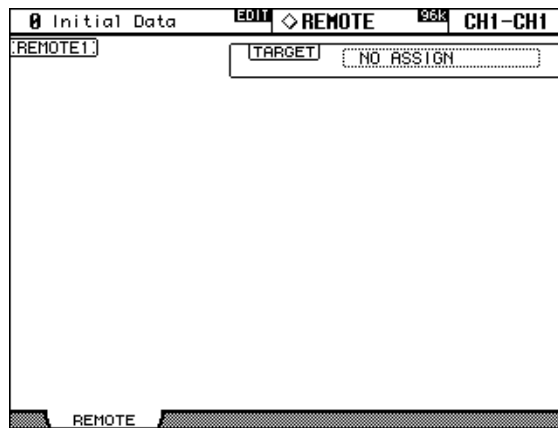 0 Initial Data EDIT ◇REMOTE 96k CH1-CH1
REMOTE1 TARGET NO ASSIGN
REMOTE